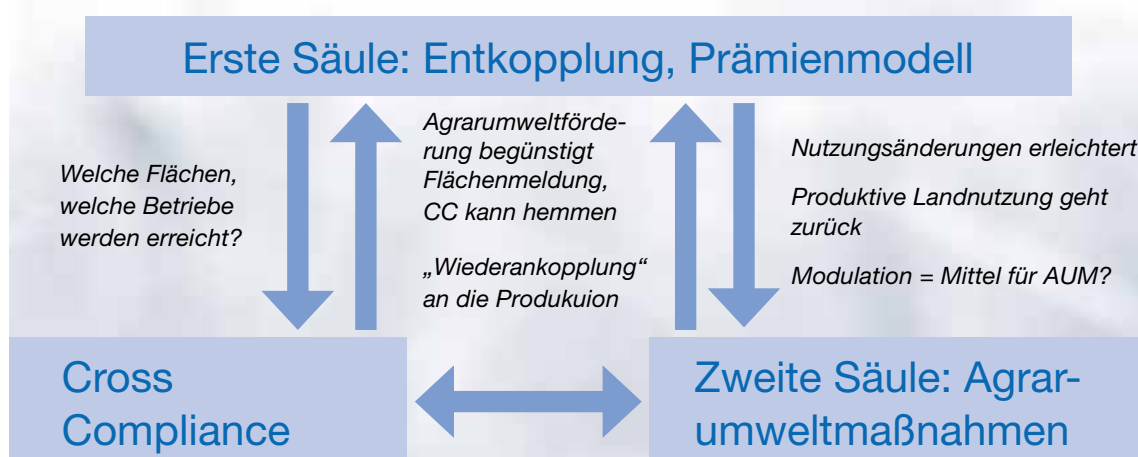 Erste Säule: Entkopplung, Prämienmodell
Welche Flächen,
welche Betriebe
werden erreicht?
Agrarumweltförde-
rung begünstigt
Flächenmeldung,
CC kann hemmen
„Wiederankopplung“
an die Produkuion
Nutzungsänderungen erleichtert
Produktive Landnutzung geht
zurück
Modulation = Mittel für AUM?
Cross
Compliance
Zweite Säule: Agrar-
umweltmaßnahmen